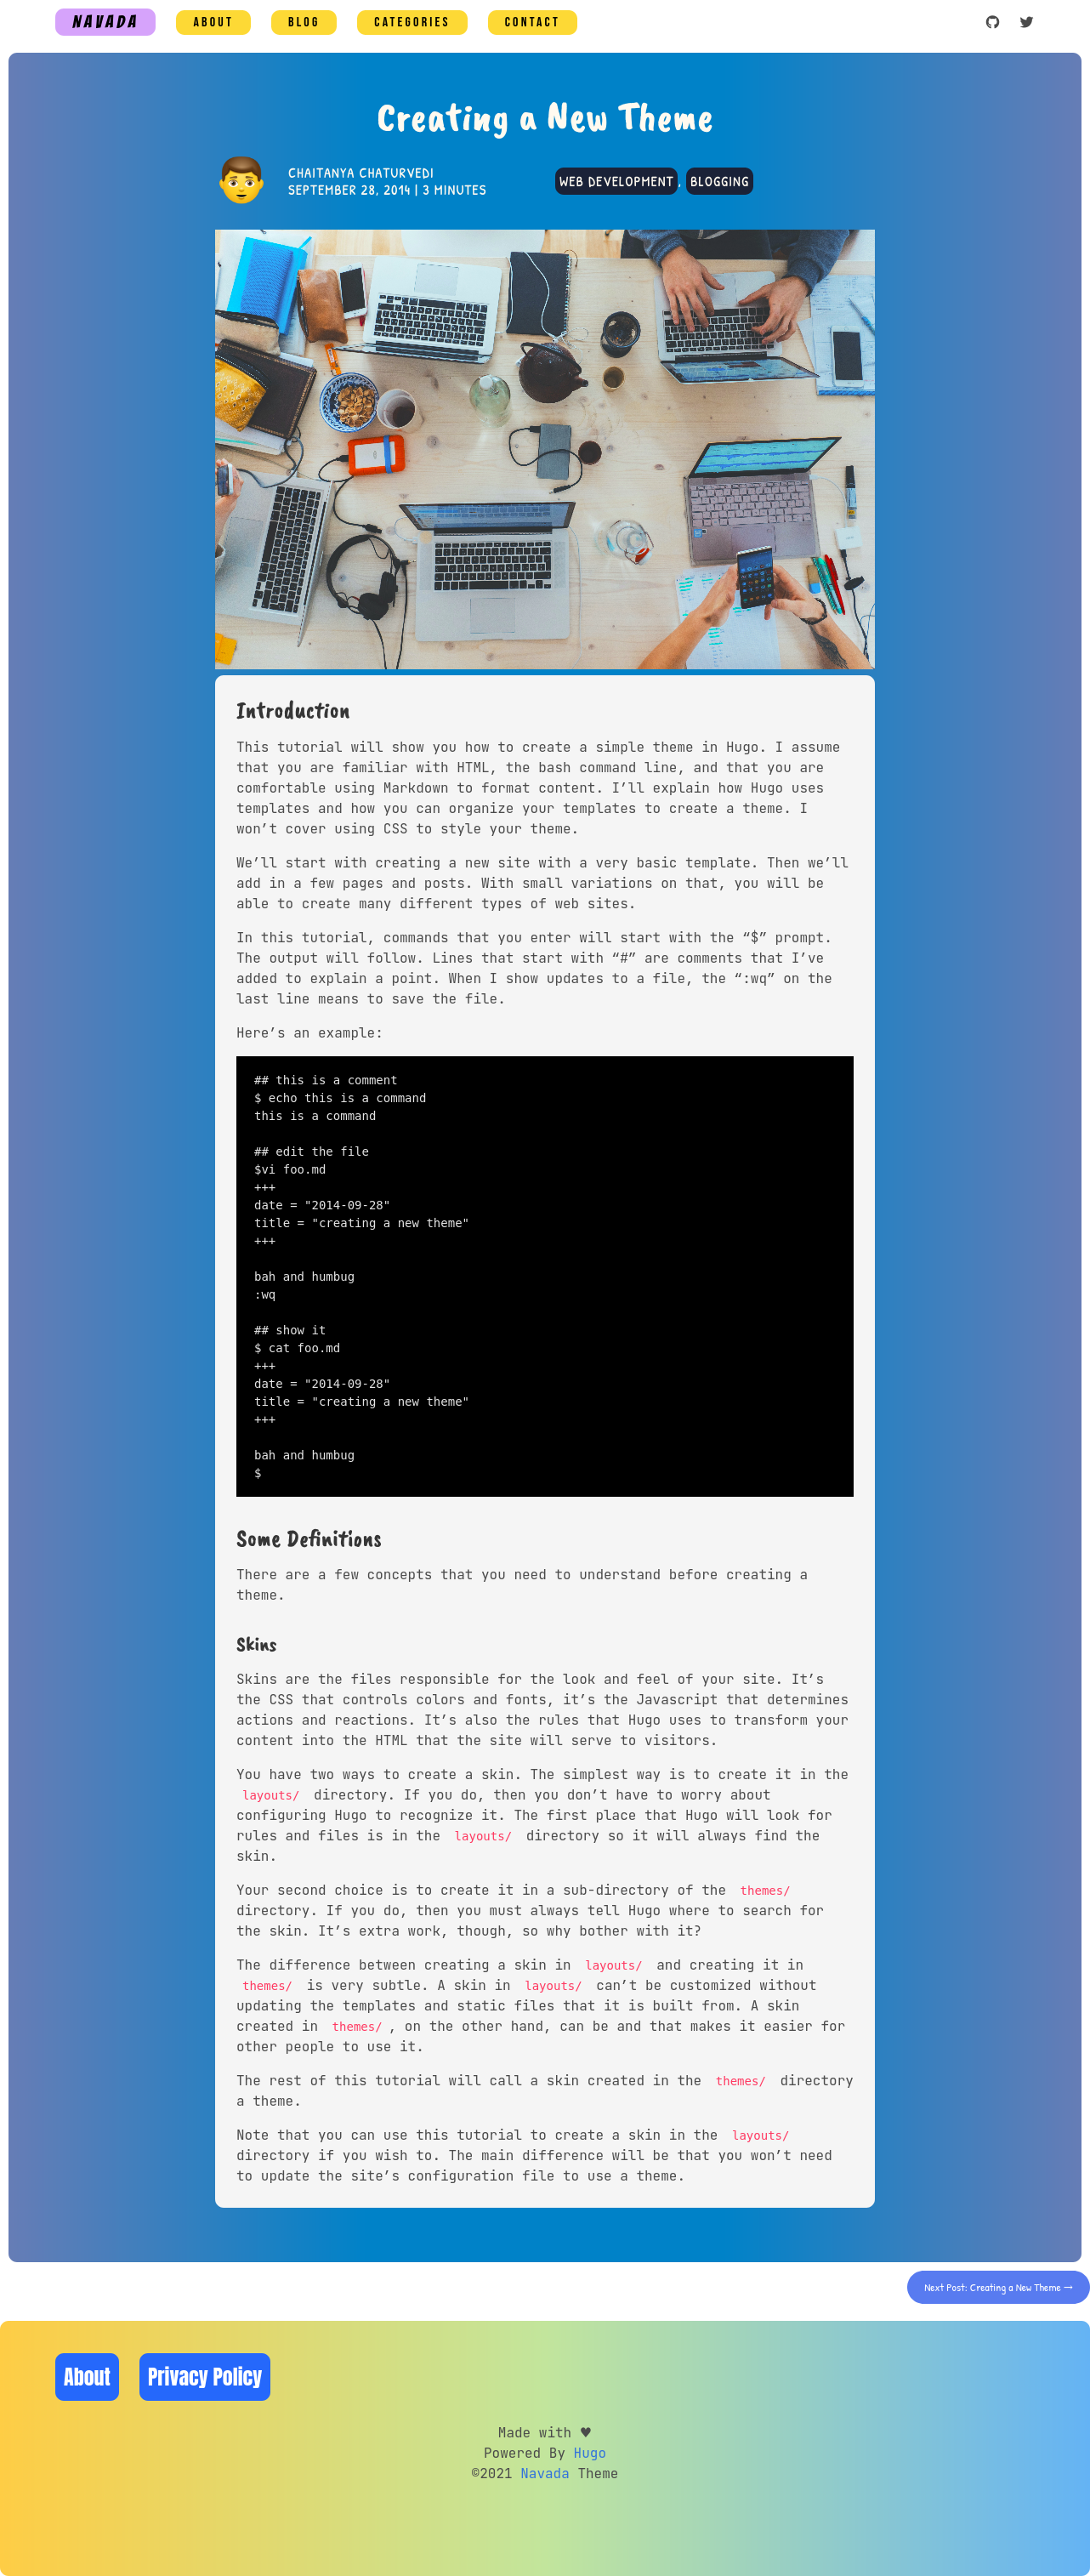 NAVADA
ABOUT
BLOG
CATEGORIES
CONTACT
Creating a New Theme
CHAITANYA CHATURVEDI
SEPTEMBER 28, 2014 | 3 MINUTES
WEB DEVELOPMENT, BLOGGING
Introduction
This tutorial will show you how to create a simple theme in Hugo. I assume
that you are familiar with HTML, the bash command line, and that you are
comfortable using Markdown to format content. I’ll explain how Hugo uses
templates and how you can organize your templates to create a theme. I
won’t cover using CSS to style your theme.
We’ll start with creating a new site with a very basic template. Then we’ll
add in a few pages and posts. With small variations on that, you will be
able to create many different types of web sites.
In this tutorial, commands that you enter will start with the “$” prompt.
The output will follow. Lines that start with “#” are comments that I’ve
added to explain a point. When I show updates to a file, the “:wq” on the
last line means to save the file.
Here’s an example:
## this is a comment
$ echo this is a command
this is a command
## edit the file
$vi foo.md
+++
date = "2014-09-28"
title = "creating a new theme"
+++
bah and humbug
:wq
## show it
$ cat foo.md
+++
date = "2014-09-28"
title = "creating a new theme"
+++
bah and humbug
$
Some Definitions
There are a few concepts that you need to understand before creating a
theme.
Skins
Skins are the files responsible for the look and feel of your site. It’s
the CSS that controls colors and fonts, it’s the Javascript that determines
actions and reactions. It’s also the rules that Hugo uses to transform your
content into the HTML that the site will serve to visitors.
You have two ways to create a skin. The simplest way is to create it in the
layouts/ directory. If you do, then you don’t have to worry about
configuring Hugo to recognize it. The first place that Hugo will look for
rules and files is in the layouts/ directory so it will always find the
skin.
Your second choice is to create it in a sub-directory of the themes/
directory. If you do, then you must always tell Hugo where to search for
the skin. It’s extra work, though, so why bother with it?
The difference between creating a skin in layouts/ and creating it in
themes/ is very subtle. A skin in layouts/ can’t be customized without
updating the templates and static files that it is built from. A skin
created in themes/ , on the other hand, can be and that makes it easier for
other people to use it.
The rest of this tutorial will call a skin created in the themes/ directory
a theme.
Note that you can use this tutorial to create a skin in the layouts/
directory if you wish to. The main difference will be that you won’t need
to update the site’s configuration file to use a theme.
Next Post: Creating a New Theme →
About
Privacy Policy
Made with ♥
Powered By Hugo
©2021 Navada Theme